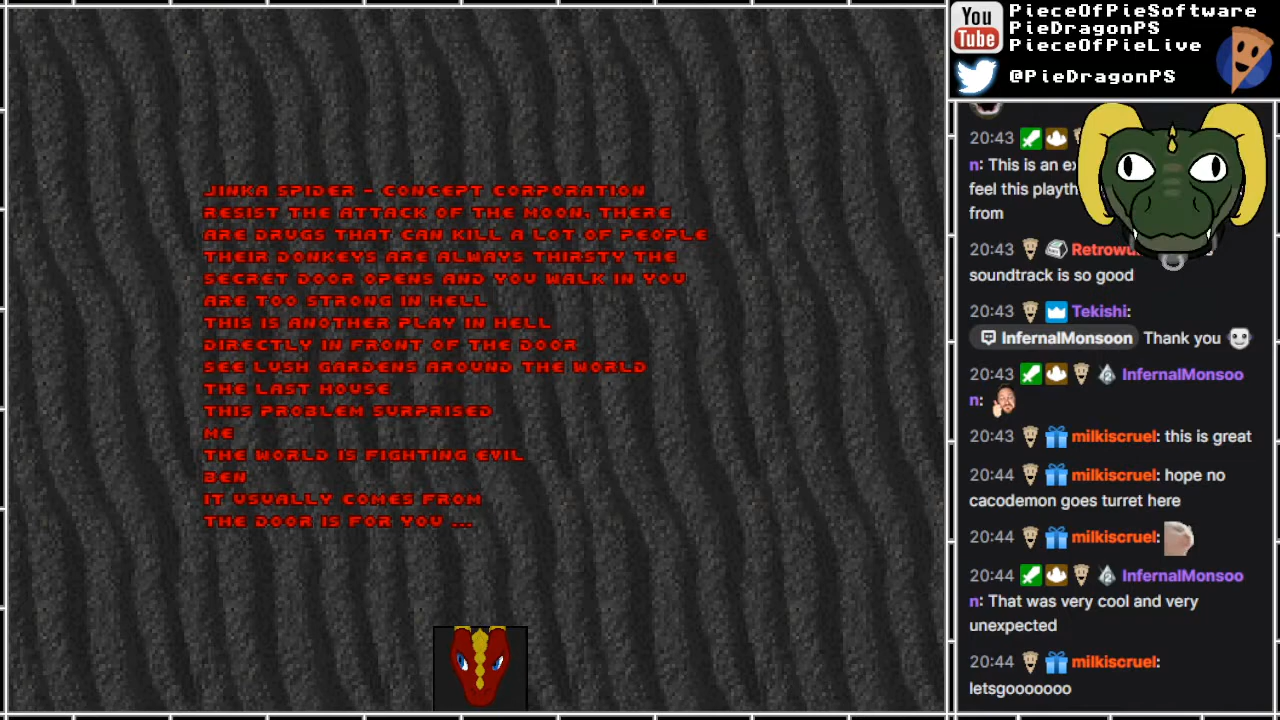 JINKA SPIDER - CONCEPT CORPORATION
RESIST THE ATTACK OF THE MOON. THERE
ARE DRUGS THAT CAN KILL A LOT OF PEOPLE
THEIR DONKEYS ARE ALWAYS THIRSTY THE
SECRET DOOR OPENS AND YOU WALK IN YOU
ARE TOO STRONG IN HELL
THIS IS ANOTHER PLAY IN HELL
DIRECTLY IN FRONT OF THE DOOR
SEE LUSH GARDENS AROUND THE WORLD
THE LAST HOUSE
THIS PROBLEM SURPRISED
ME
THE WORLD IS FIGHTING EVIL
BEN
IT USUALLY COMES FROM
THE DOOR IS FOR YOU ...
You
Tube
PieceOfPieSoftware
PieDragonPS
PieceOfPieLive
@PieDragonPS
20:43
n: This is an
feel this
from
20:43
soundtrack is so good
20:43 Tekishi:
InfernalMonsoon Thank you
20:43 InfernalMonsoo
n:
20:43 milkiscruel: this is great
20:44 milkiscruel: hope no
cacodemon goes turret here
20:44 milkiscruel:
20:44 InfernalMonsoo
n: That was very cool and very
unexpected
20:44 milkiscruel:
letsgooooooo